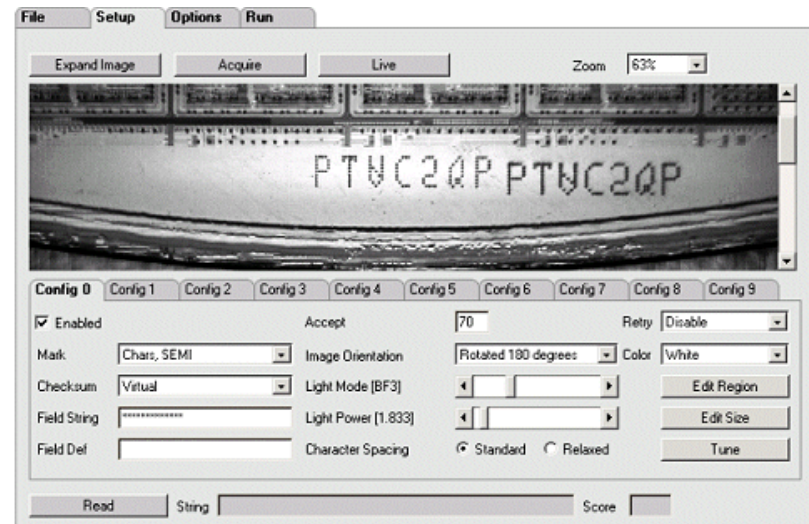 File Setup Options Run
Expand Image Acquire Live Zoom 63%
PTWC2QP PTWC2QP
Config 0 Config 1 Config 2 Config 3 Config 4 Config 5 Config 6 Config 7 Config 8 Config 9
Enabled Accept 70 Retry Disable
Mark Chars, SEMI Image Orientation Rotated 180 degrees Color White
Checksum Virtual Light Mode [BF3] Edit Region
Field String ************* Light Power [1.833] Edit Size
Field Def Character Spacing Standard Relaxed Tune
Read String Score